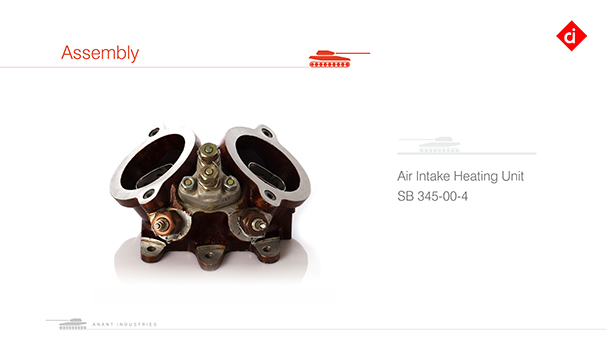 Assembly
Air Intake Heating Unit
SB 345-00-4
ANANT INDUSTRIES